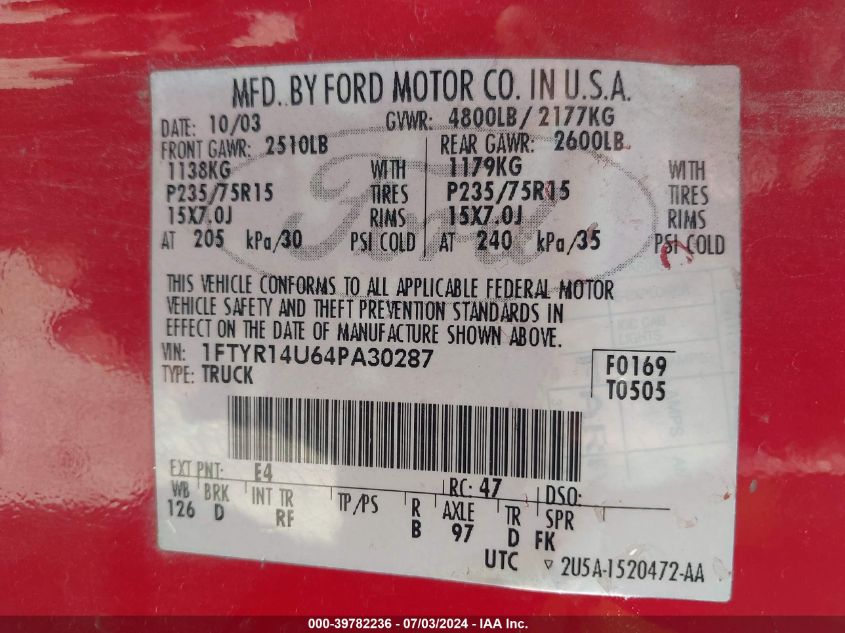 MFD. BY FORD MOTOR CO. IN U.S.A.
DATE: 10/03 GVWR: 4800LB/ 2177KG
FRONT GAWR: 2510LB REAR GAWR: 2600LB
1138KG WITH 1179KG WITH
P235/75R15 TIRES P235/75R15 TIRES
15X7.0J RIMS 15X7.0J RIMS
AT 205 kPa/30 PSI COLD AT 240 kPa/35 PSI COLD
Ford
THIS VEHICLE CONFORMS TO ALL APPLICABLE FEDERAL MOTOR
VEHICLE SAFETY AND THEFT PREVENTION STANDARDS IN
EFFECT ON THE DATE OF MANUFACTURE SHOWN ABOVE.
VIN: 1FTYR14U64PA30287 F0169
TYPE: TRUCK T0505
EXT PNT: E4 RC: 47 DSO:
WB BRK INT TR TP/PS R AXLE TR SPR
126 D RF B 97 D FK
UTC ▿ 2U5A-1520472-AA
000-39782236 - 07/03/2024 - IAA Inc.